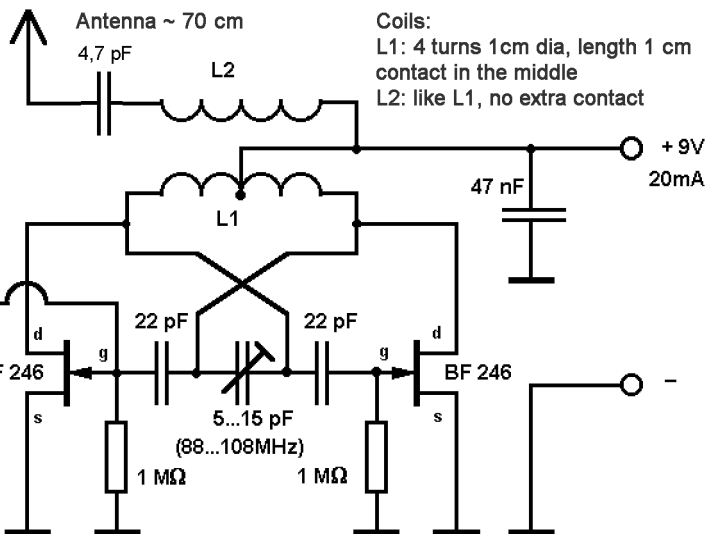 Antenna ~ 70 cm
4,7 pF
L2
Coils:
L1: 4 turns 1cm dia, length 1 cm
contact in the middle
L2: like L1, no extra contact
+ 9V
20mA
47 nF
L1
22 pF
22 pF
d
g
F 246
s
d
g
BF 246
s
5...15 pF
(88...108MHz)
1 MΩ
1 MΩ
–